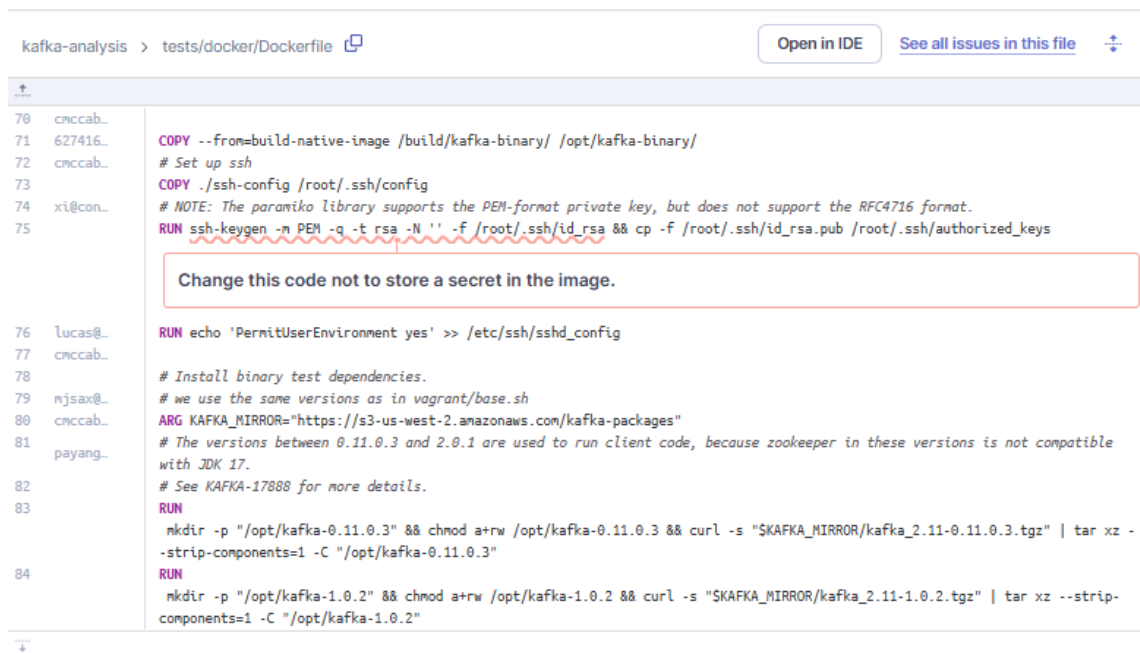 kafka-analysis > tests/docker/Dockerfile
Open in IDE
See all issues in this file
70 cmccab…
71 627416… COPY --from=build-native-image /build/kafka-binary/ /opt/kafka-binary/
72 cmccab… # Set up ssh
73 COPY ./ssh-config /root/.ssh/config
74 xi@con… # NOTE: The paramiko library supports the PEM-format private key, but does not support the RFC4716 format.
75 RUN ssh-keygen -m PEM -q -t rsa -N '' -f /root/.ssh/id_rsa && cp -f /root/.ssh/id_rsa.pub /root/.ssh/authorized_keys
Change this code not to store a secret in the image.
76 lucas@… RUN echo 'PermitUserEnvironment yes' >> /etc/ssh/sshd_config
77 cmccab…
78 # Install binary test dependencies.
79 mjsax@… # we use the same versions as in vagrant/base.sh
80 cmccab… ARG KAFKA_MIRROR="https://s3-us-west-2.amazonaws.com/kafka-packages"
81 # The versions between 0.11.0.3 and 2.0.1 are used to run client code, because zookeeper in these versions is not compatible
payang… with JDK 17.
82 # See KAFKA-17888 for more details.
83 RUN
mkdir -p "/opt/kafka-0.11.0.3" && chmod a+rw /opt/kafka-0.11.0.3 && curl -s "$KAFKA_MIRROR/kafka_2.11-0.11.0.3.tgz" | tar xz -
-strip-components=1 -C "/opt/kafka-0.11.0.3"
84 RUN
mkdir -p "/opt/kafka-1.0.2" && chmod a+rw /opt/kafka-1.0.2 && curl -s "$KAFKA_MIRROR/kafka_2.11-1.0.2.tgz" | tar xz --strip-
components=1 -C "/opt/kafka-1.0.2"